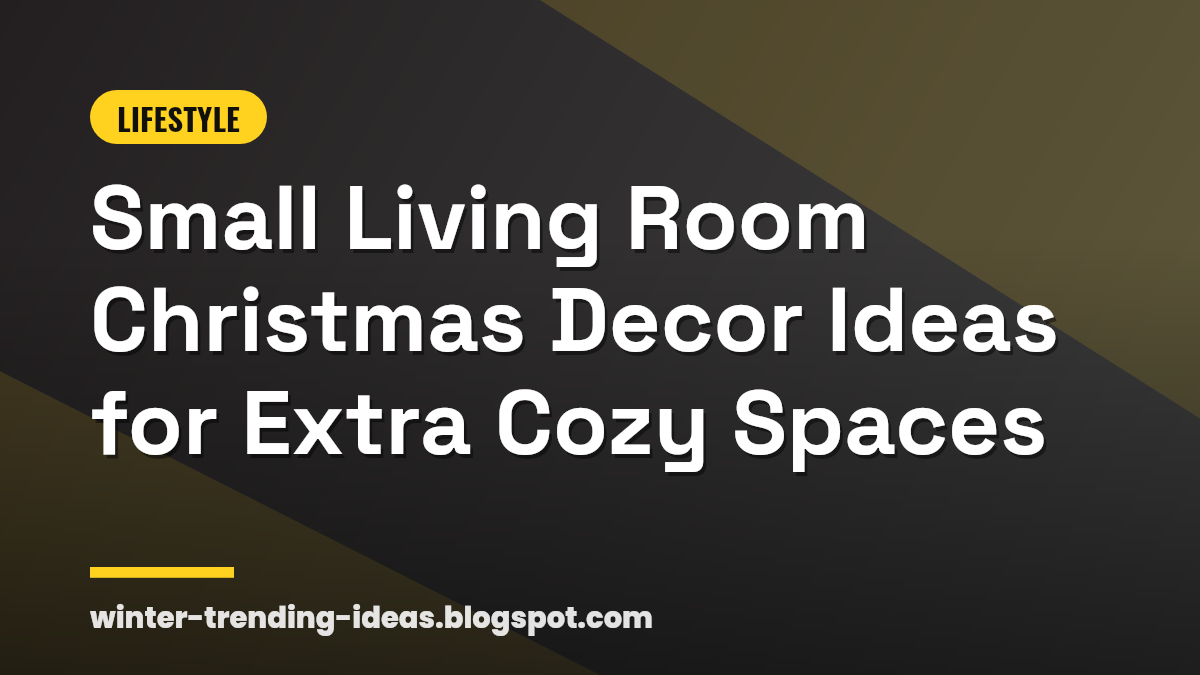 LIFESTYLE
Small Living Room
Christmas Decor Ideas
for Extra Cozy Spaces
winter-trending-ideas.blogspot.com